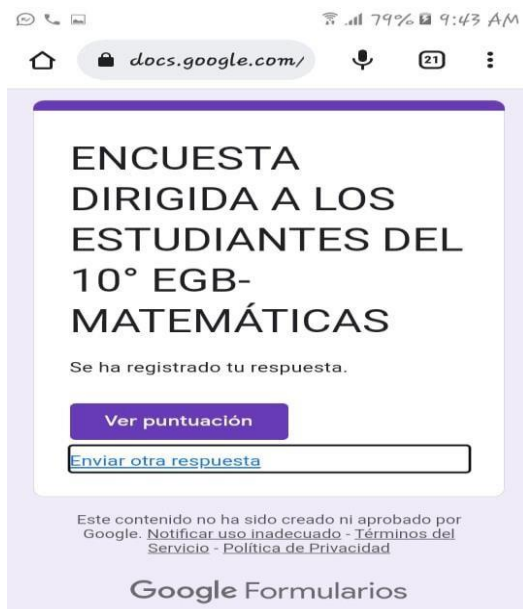 79% 9:43 AM
docs.google.com/ 21
ENCUESTA
DIRIGIDA A LOS
ESTUDIANTES DEL
10° EGB-
MATEMÁTICAS
Se ha registrado tu respuesta.
Ver puntuación
Enviar otra respuesta
Este contenido no ha sido creado ni aprobado por
Google. Notificar uso inadecuado - Términos del
Servicio - Política de Privacidad
Google Formularios